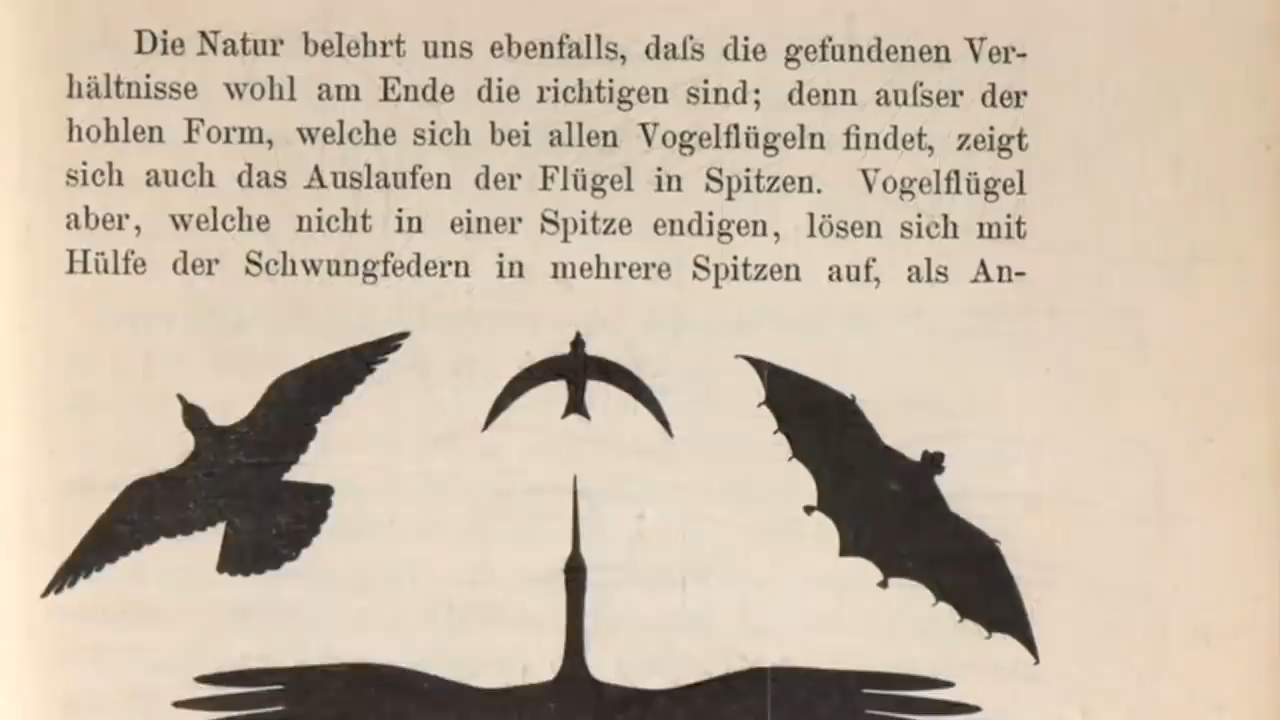 Die Natur belehrt uns ebenfalls, daſs die gefundenen Ver-
hältnisse wohl am Ende die richtigen sind; denn auſser der
hohlen Form, welche sich bei allen Vogelflügeln findet, zeigt
sich auch das Auslaufen der Flügel in Spitzen. Vogelflügel
aber, welche nicht in einer Spitze endigen, lösen sich mit
Hülfe der Schwungfedern in mehrere Spitzen auf, als An-